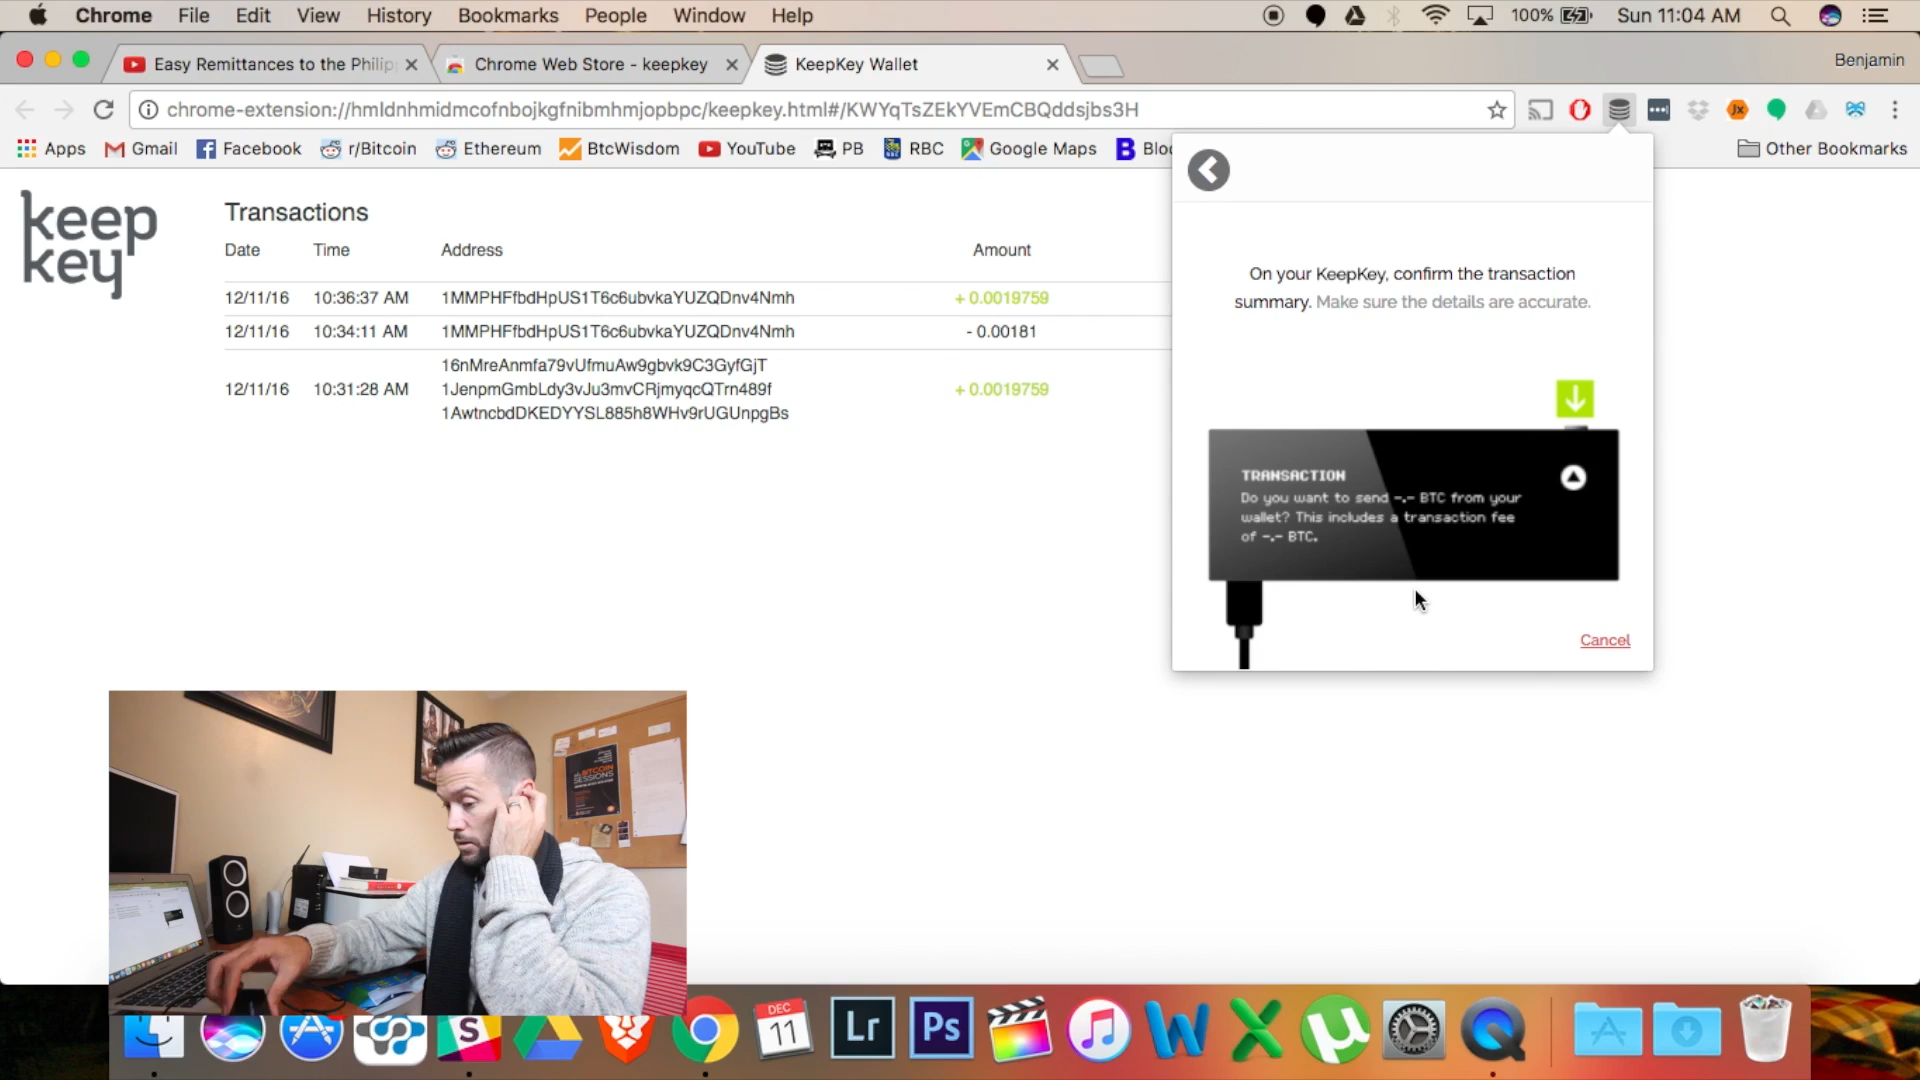 Chrome File Edit View History Bookmarks People Window Help 100% Sun 11:04 AM
Easy Remittances to the Philip
Chrome Web Store - keepkey
KeepKey Wallet
Benjamin
chrome-extension://hmldnhmidmcofnbojkgfnibmhmjopbpc/keepkey.html#/KWYqTsZEkYVEmCBQddsjbs3H
Apps Gmail Facebook r/Bitcoin Ethereum BtcWisdom YouTube PB RBC Google Maps Bloc Other Bookmarks
keep
key
Transactions
Date Time Address Amount
12/11/16 10:36:37 AM 1MMPHFfbdHpUS1T6c6ubvkaYUZQDnv4Nmh + 0.0019759
12/11/16 10:34:11 AM 1MMPHFfbdHpUS1T6c6ubvkaYUZQDnv4Nmh - 0.00181
16nMreAnmfa79vUfmuAw9gbvk9C3GyfGjT
12/11/16 10:31:28 AM 1JenpmGmbLdy3vJu3mvCRjmyqcQTrn489f + 0.0019759
1AwtncbdDKEDYYSL885h8WHv9rUGUnpgBs
On your KeepKey, confirm the transaction
summary. Make sure the details are accurate.
TRANSACTION
Do you want to send -.- BTC from your
wallet? This includes a transaction fee
of -.- BTC.
Cancel
BITCOIN
SESSIONS
DEC
11
Lr
Ps